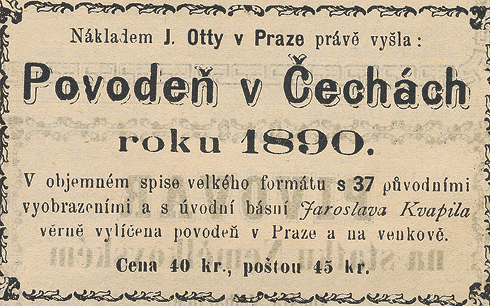 Nákladem J. Otty v Praze právě vyšla:
Povodeň v Čechách
roku 1890.
V objemném spise velkého formátu s 37 původními
vyobrazeními a s úvodní básní Jaroslava Kvapila
věrně vylíčena povodeň v Praze a na venkově.
Cena 40 kr., poštou 45 kr.